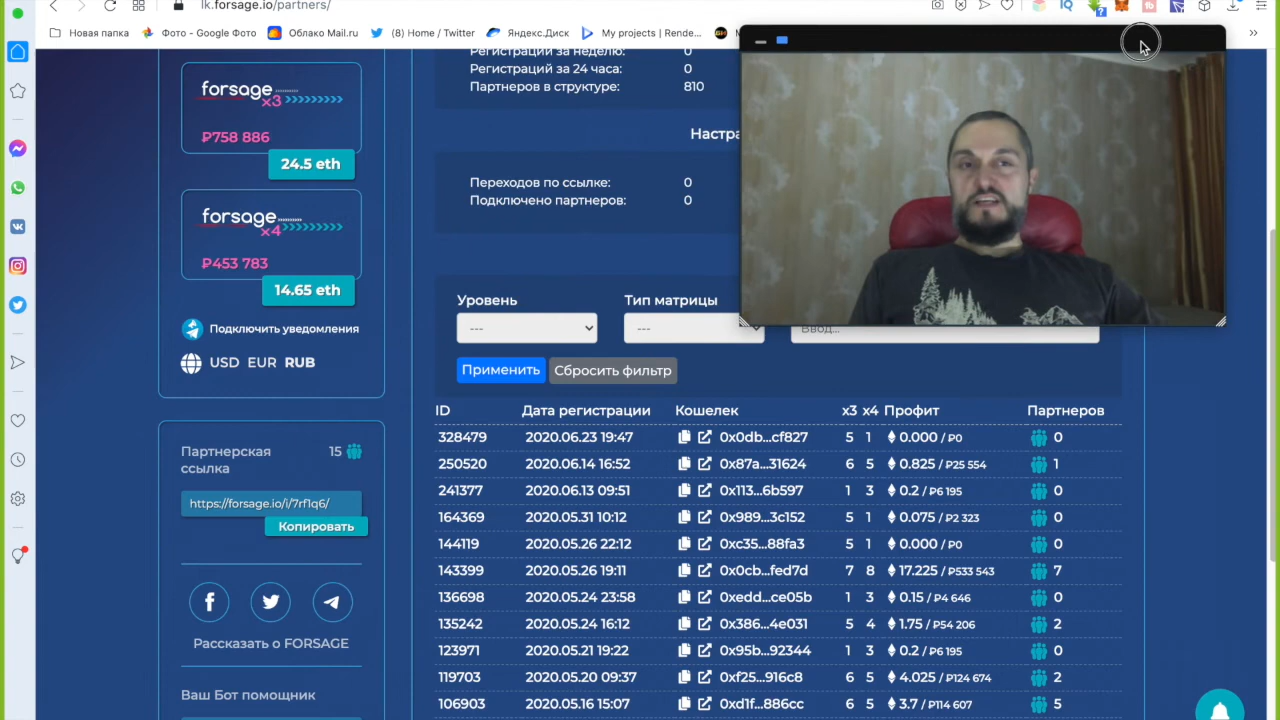 lk.forsage.io/partners/
Новая папка
Фото - Google Фото
Облако Mail.ru
(8) Home / Twitter
Яндекс.Диск
My projects | Rende...
forsage
x3
₽758 886
24.5 eth
forsage
x4
₽453 783
14.65 eth
Подключить уведомления
USD EUR RUB
Партнерская ссылка 15
https://forsage.io/i/7rf1q6/
Копировать
Рассказать о FORSAGE
Ваш Бот помощник
Регистраций за неделю: 0
Регистраций за 24 часа: 0
Партнеров в структуре: 810
Настра
Переходов по ссылке: 0
Подключено партнеров: 0
Уровень Тип матрицы
--- --- Ввод...
Применить Сбросить фильтр
ID Дата регистрации Кошелек x3 x4 Профит Партнеров
328479 2020.06.23 19:47 0x0db...cf827 5 1 0.000 / ₽0 0
250520 2020.06.14 16:52 0x87a...31624 6 5 0.825 / ₽25 554 1
241377 2020.06.13 09:51 0x113...6b597 1 3 0.2 / ₽6 195 0
164369 2020.05.31 10:12 0x989...3c152 5 1 0.075 / ₽2 323 0
144119 2020.05.26 22:12 0xc35...88fa3 5 1 0.000 / ₽0 0
143399 2020.05.26 19:11 0x0cb...fed7d 7 8 17.225 / ₽533 543 7
136698 2020.05.24 23:58 0xedd...ce05b 1 3 0.15 / ₽4 646 0
135242 2020.05.24 16:12 0x386...4e031 5 4 1.75 / ₽54 206 2
123971 2020.05.21 19:22 0x95b...92344 1 3 0.2 / ₽6 195 0
119703 2020.05.20 09:37 0xf25...916c8 6 5 4.025 / ₽124 674 2
106903 2020.05.16 15:07 0xd1f...886cc 6 5 3.7 / ₽114 607 5